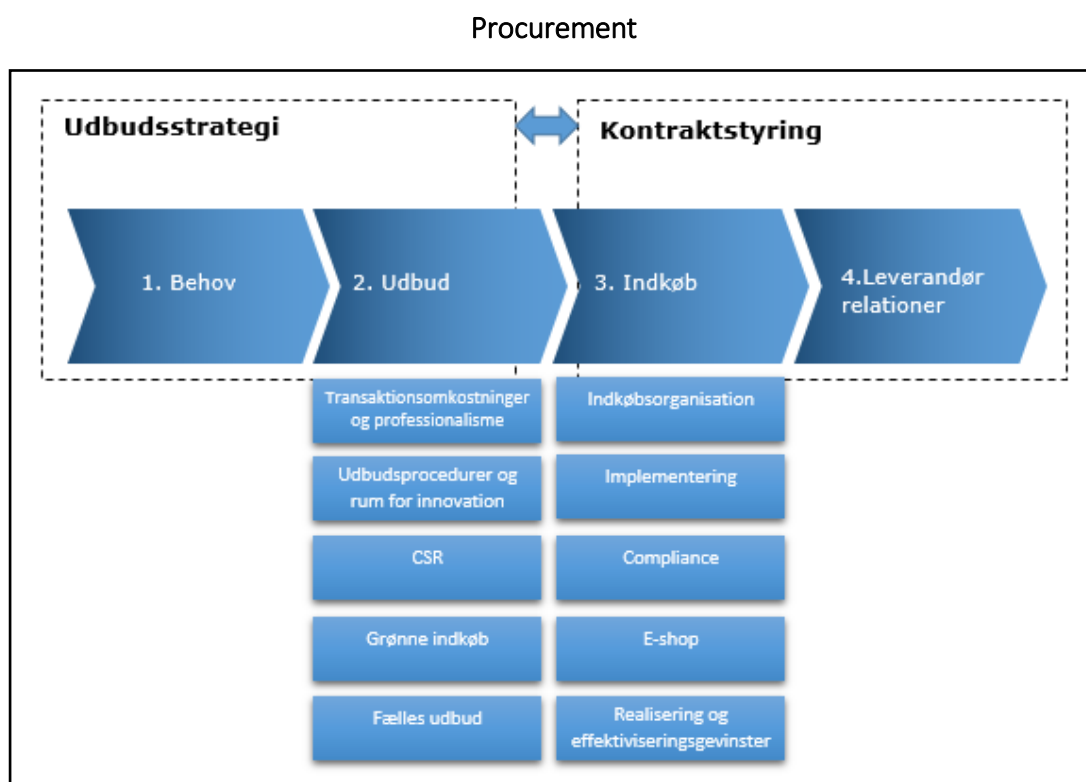 Procurement
Udbudsstrategi
Kontraktstyring
1. Behov
2. Udbud
3. Indkøb
4.Leverandør
relationer
Transaktionsomkostninger
og professionalisme
Udbudsprocedurer og
rum for innovation
CSR
Grønne indkøb
Fælles udbud
Indkøbsorganisation
Implementering
Compliance
E-shop
Realisering og
effektiviseringsgevinster